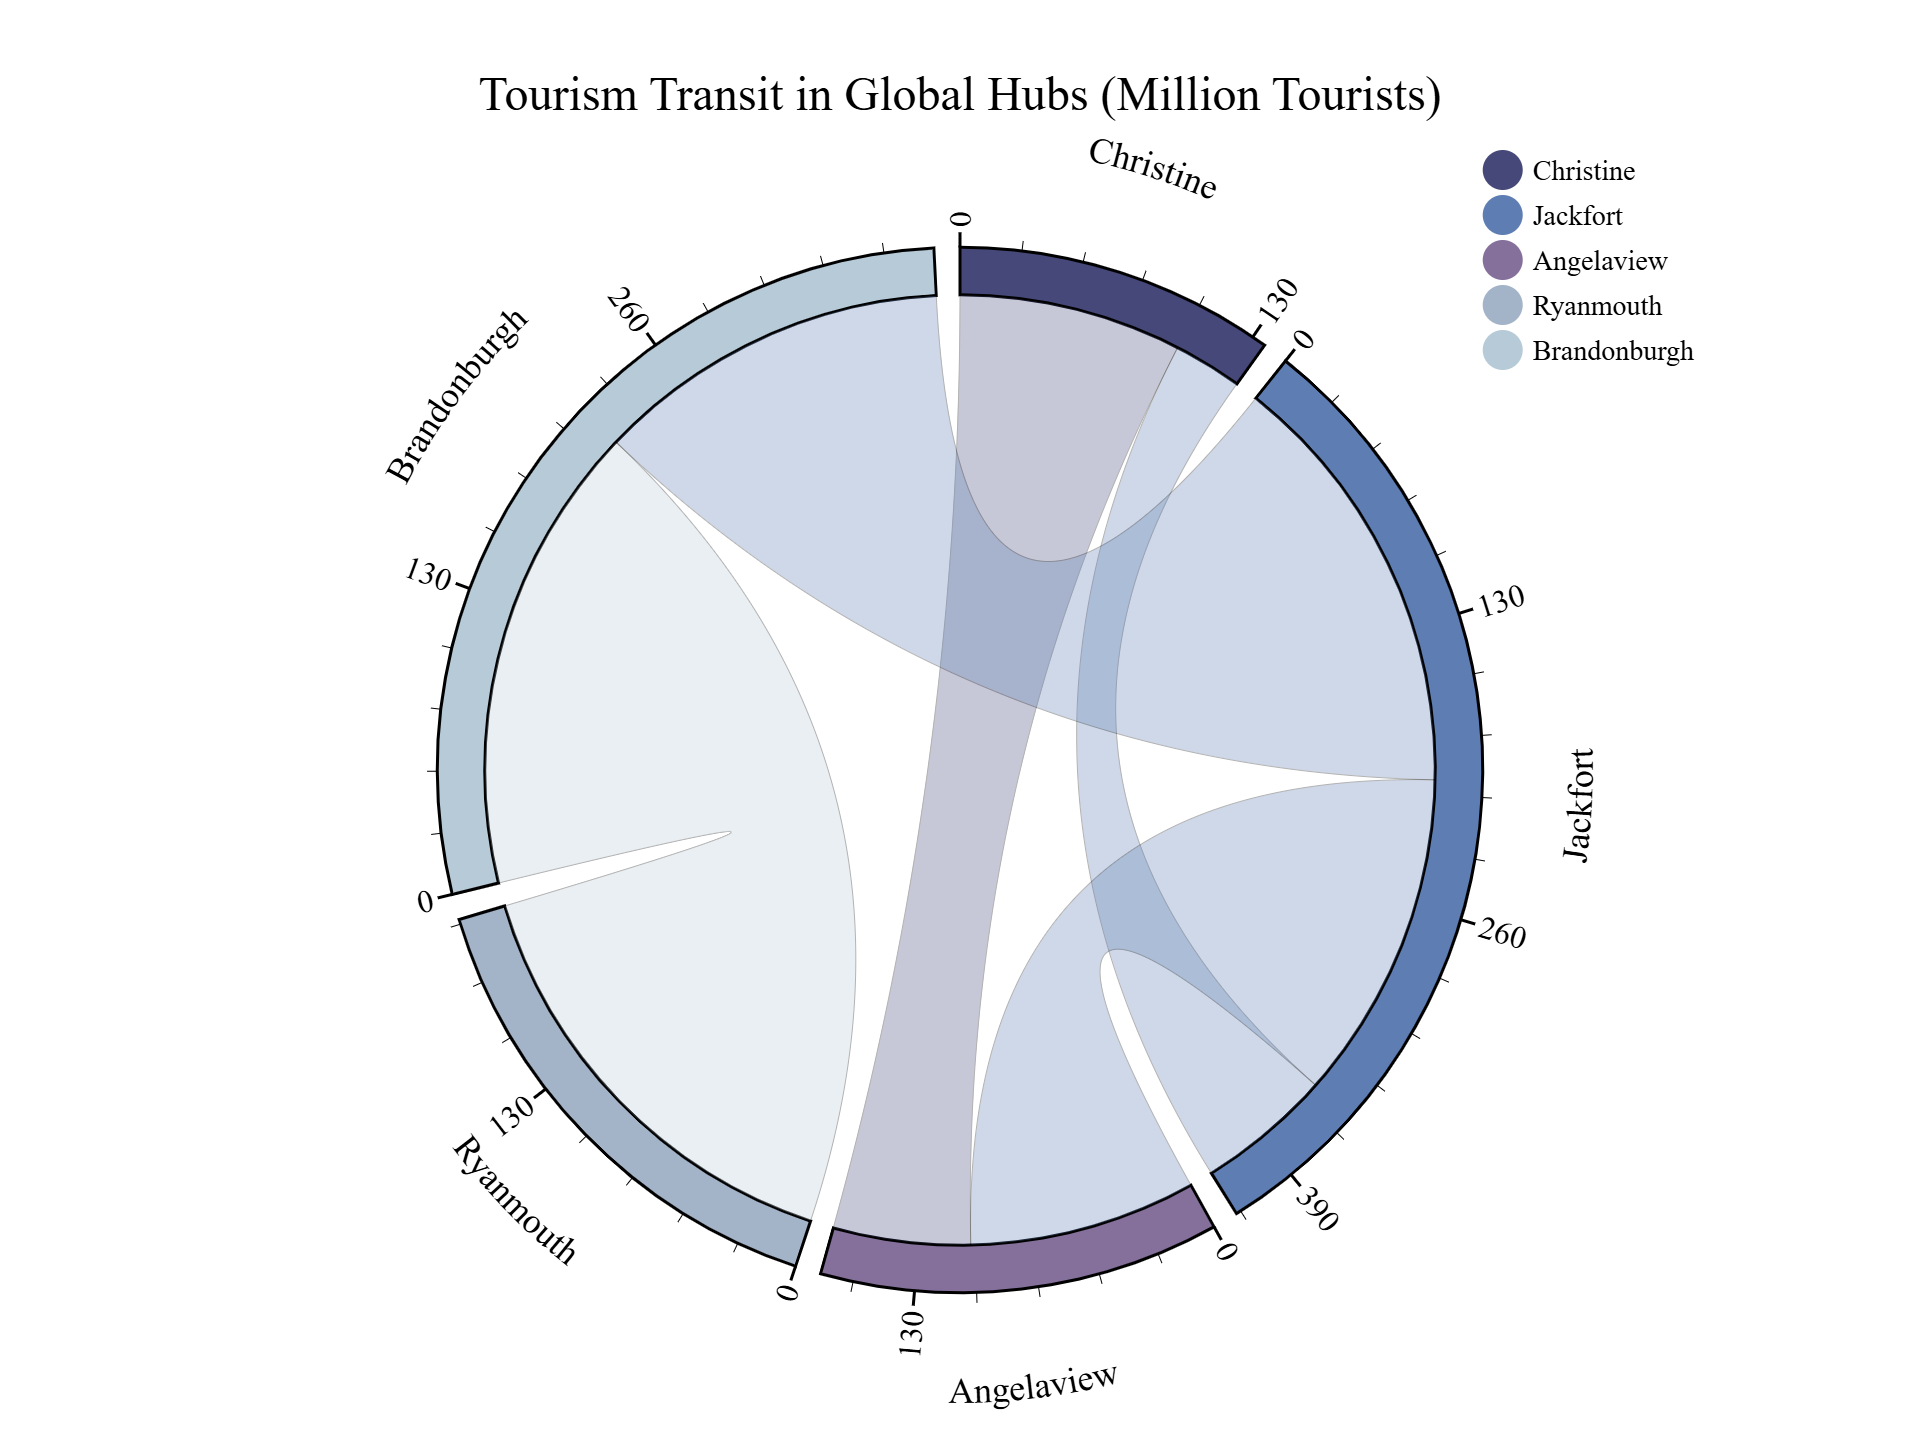 Tourism Transit in Global Hubs (Million Tourists)
Christine
Jackfort
Angelaview
Ryanmouth
Brandonburgh
Christine
0
130
Jackfort
0
130
260
390
Angelaview
0
130
Ryanmouth
0
130
Brandonburgh
0
130
260